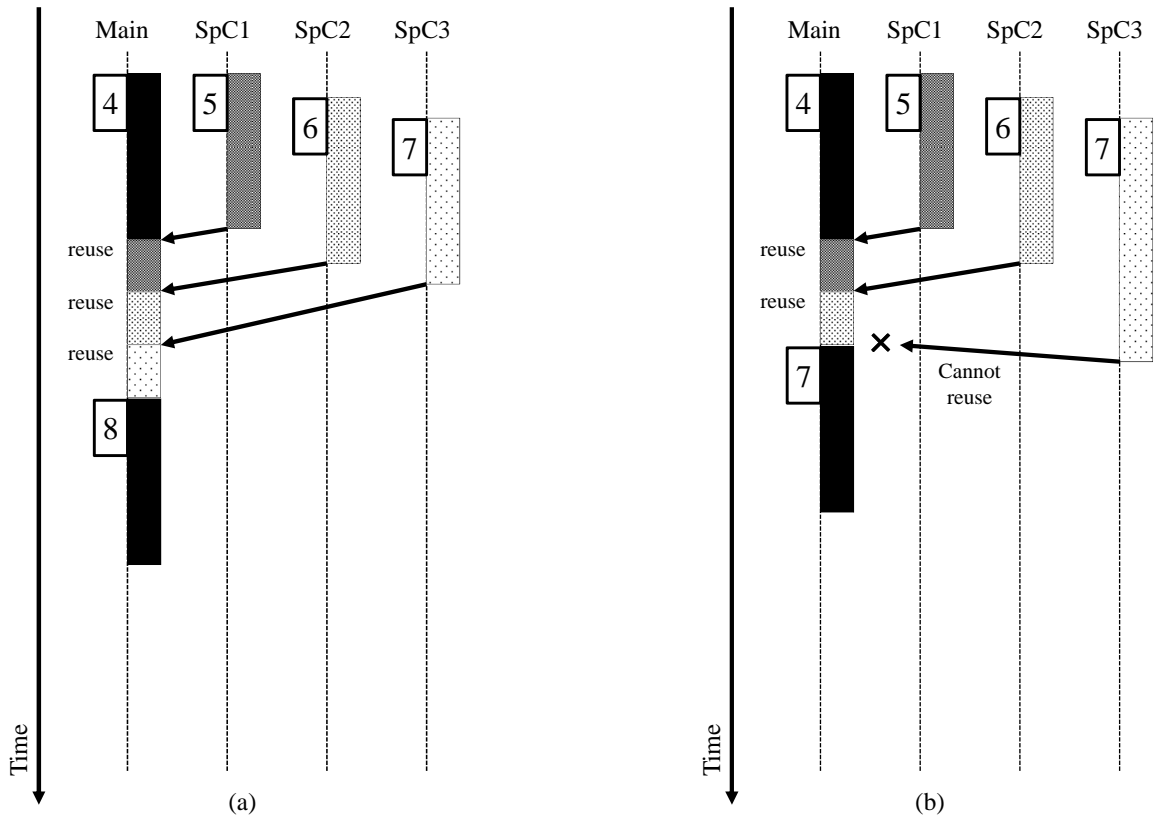 Main SpC1 SpC2 SpC3
4
5
6
7
reuse
reuse
reuse
8
Time
(a)
Main SpC1 SpC2 SpC3
4
5
6
7
reuse
reuse
7
Cannot
reuse
Time
(b)